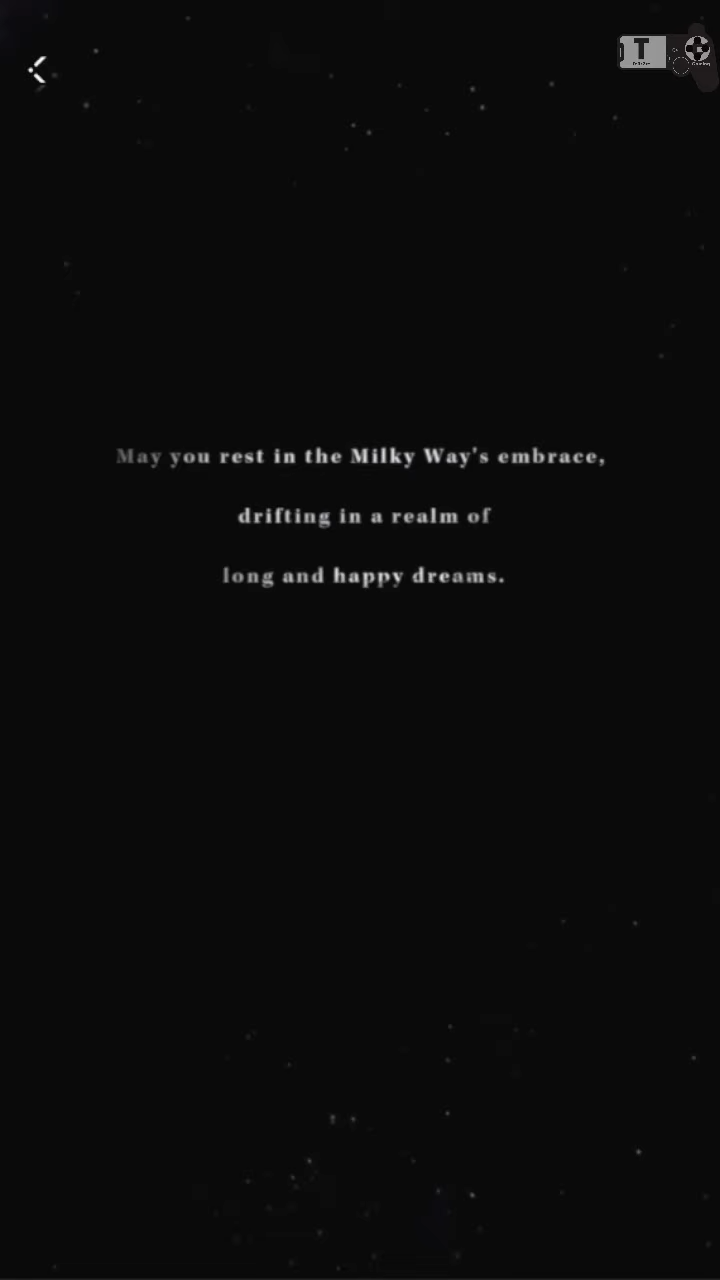 T
May you rest in the Milky Way's embrace,
drifting in a realm of
long and happy dreams.